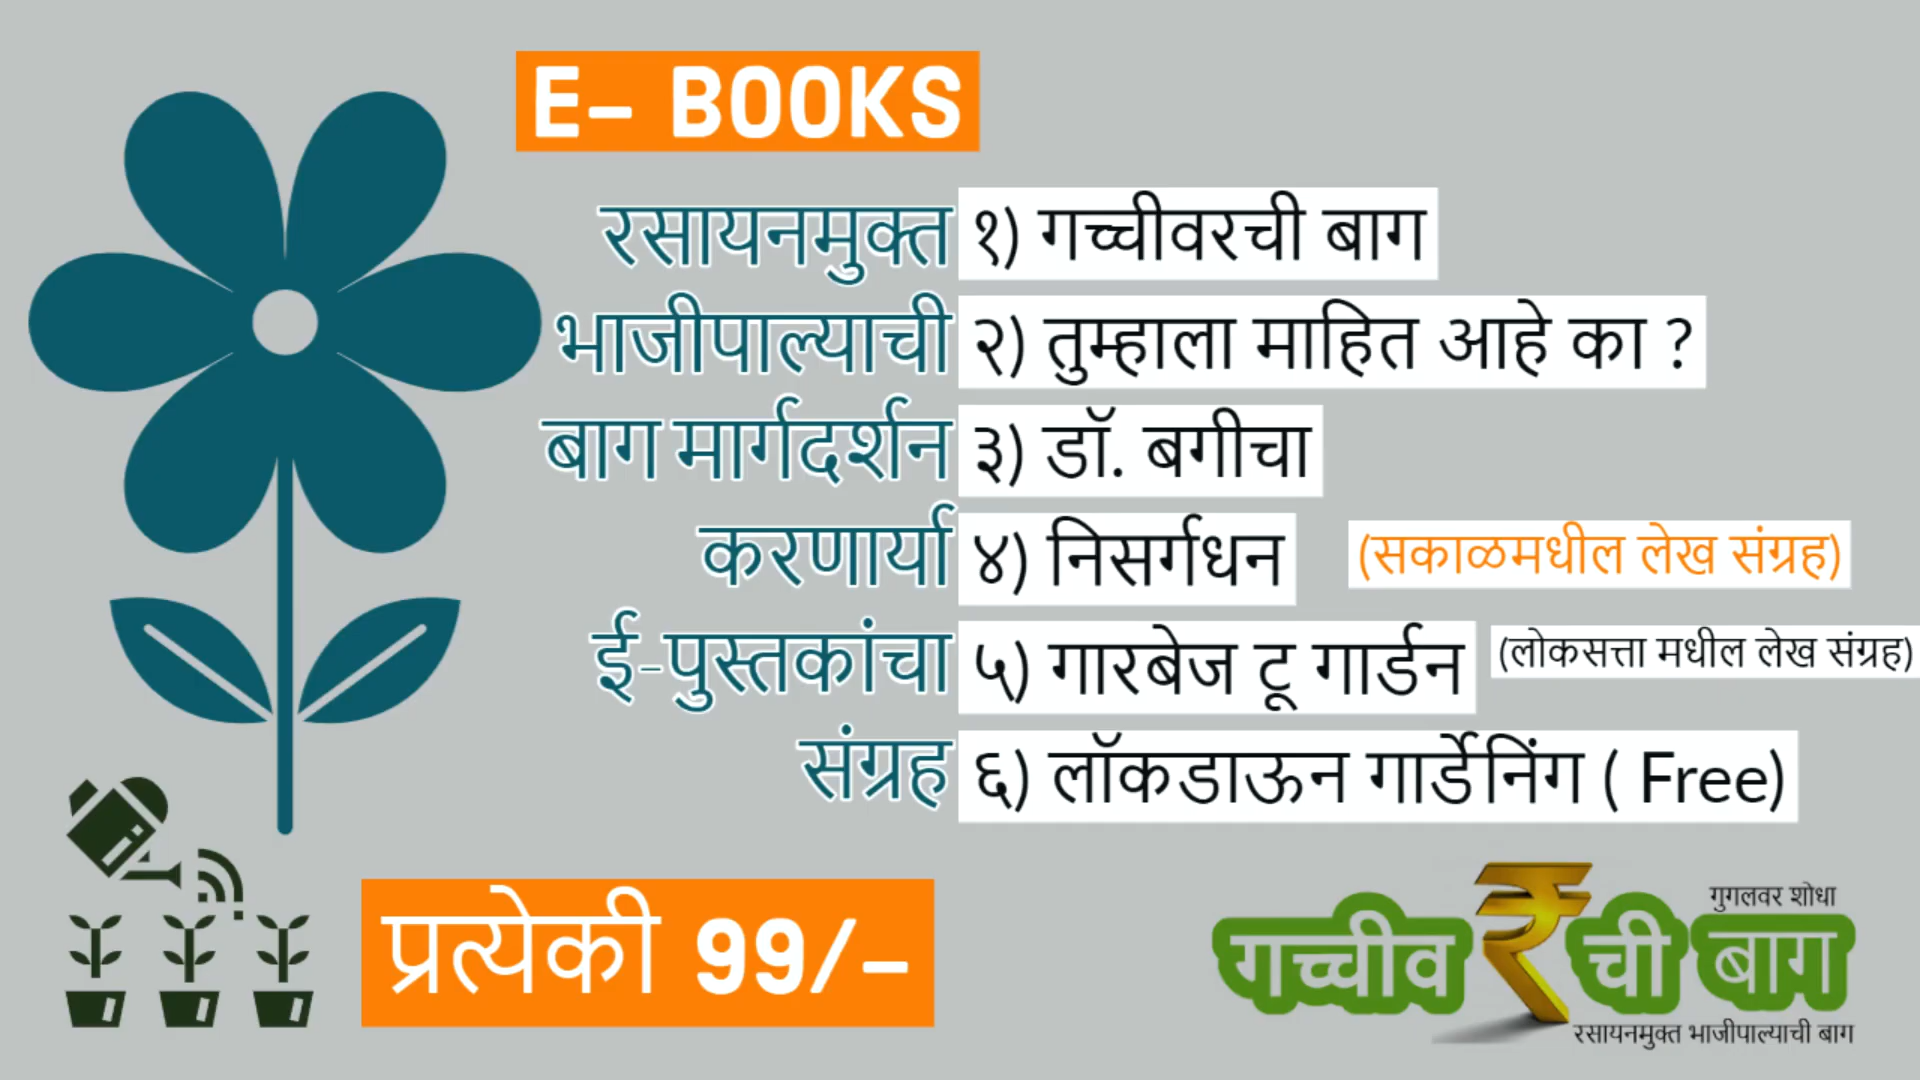 E- BOOKS
रसायनमुक्त
भाजीपाल्याची
बाग मार्गदर्शन
करणार्या
ई-पुस्तकांचा
संग्रह
१) गच्चीवरची बाग
२) तुम्हाला माहित आहे का ?
३) डॉ. बगीचा
४) निसर्गधन (सकाळमधील लेख संग्रह)
५) गारबेज टू गार्डन (लोकसत्ता मधील लेख संग्रह)
६) लॉकडाऊन गार्डेनिंग ( Free)
प्रत्येकी 99/-
गुगलवर शोधा
गच्चीव₹ची बाग
रसायनमुक्त भाजीपाल्याची बाग